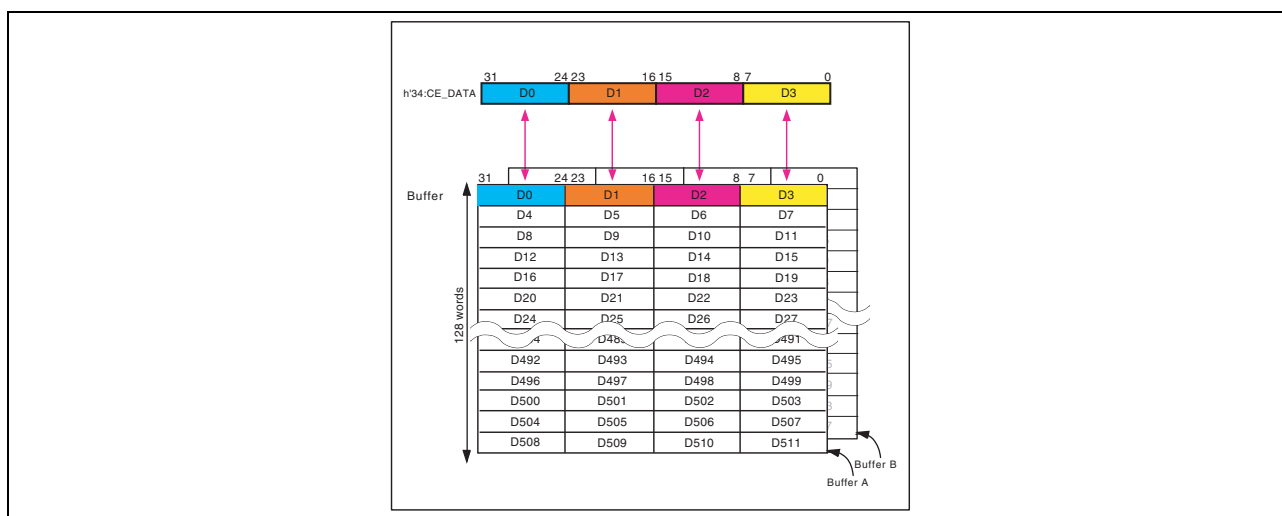 31 24 23 16 15 8 7 0
h'34:CE_DATA D0 D1 D2 D3
31 24 23 16 15 8 7 0
Buffer D0 D1 D2 D3
D4 D5 D6 D7
D8 D9 D10 D11
D12 D13 D14 D15
D16 D17 D18 D19
D20 D21 D22 D23
D24 D25 D26 D27
128 words
D491
D492 D493 D494 D495
D496 D497 D498 D499
D500 D501 D502 D503
D504 D505 D506 D507
D508 D509 D510 D511
Buffer B
Buffer A